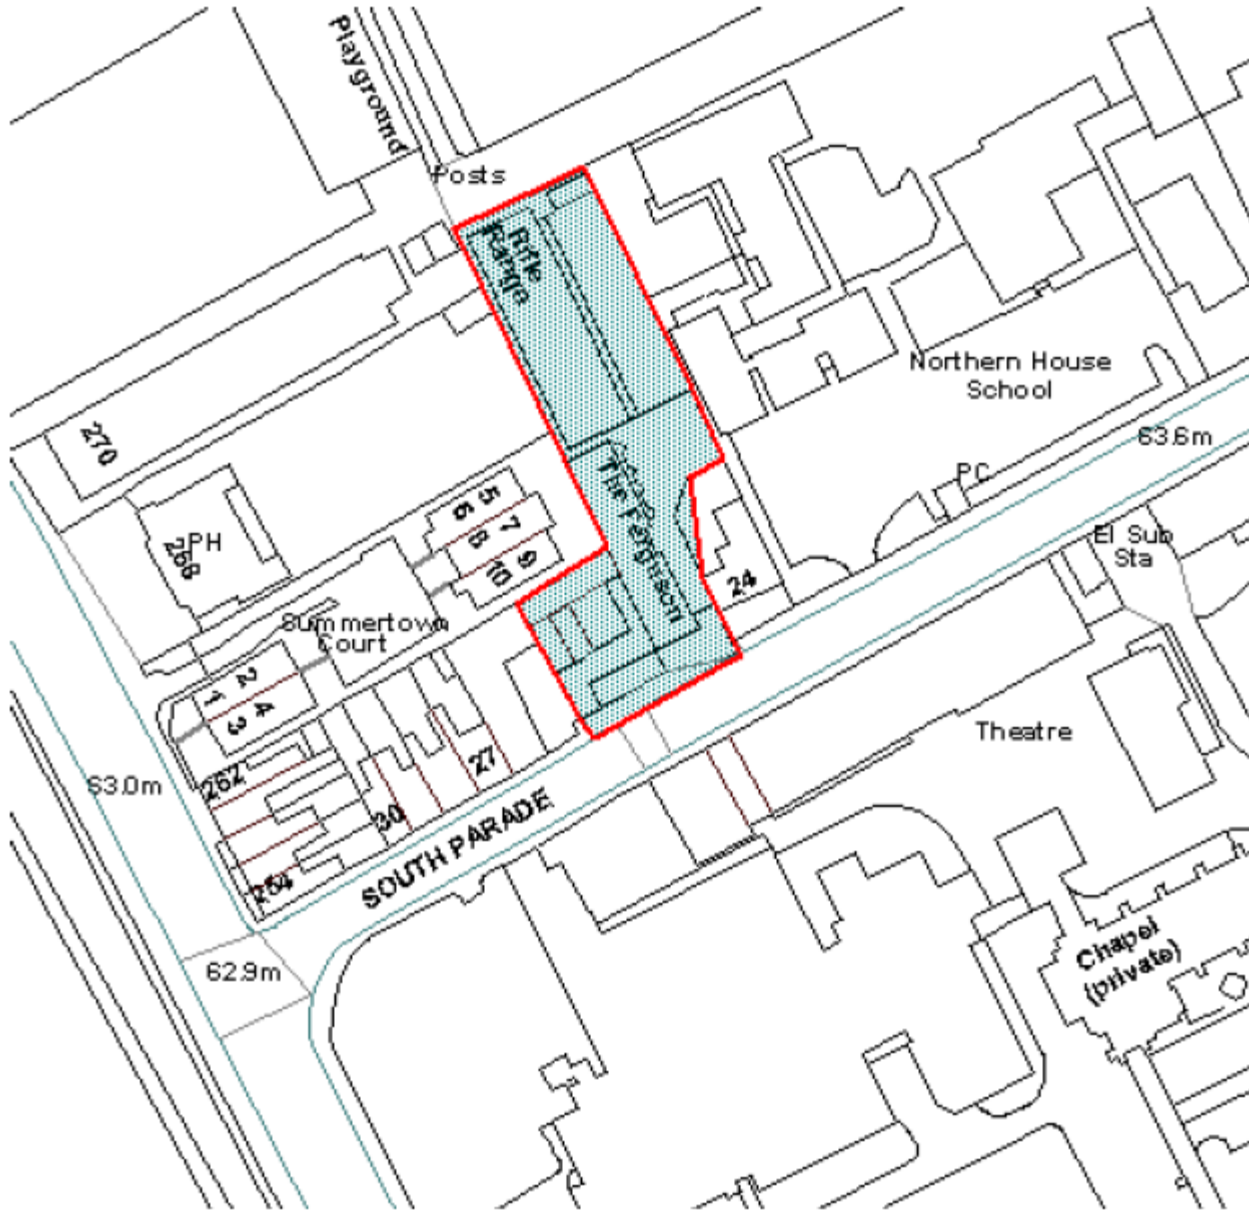 Playground
Posts
Rifle
Range
Northern House
School
63.6m
PC
El Sub
Sta
270
PH
268
5
6
7
8
9
10
The Ferguson
24
Summertown
Court
2
1
4
3
Theatre
63.0m
262
27
30
SOUTH PARADE
254
Chapel
(private)
62.9m